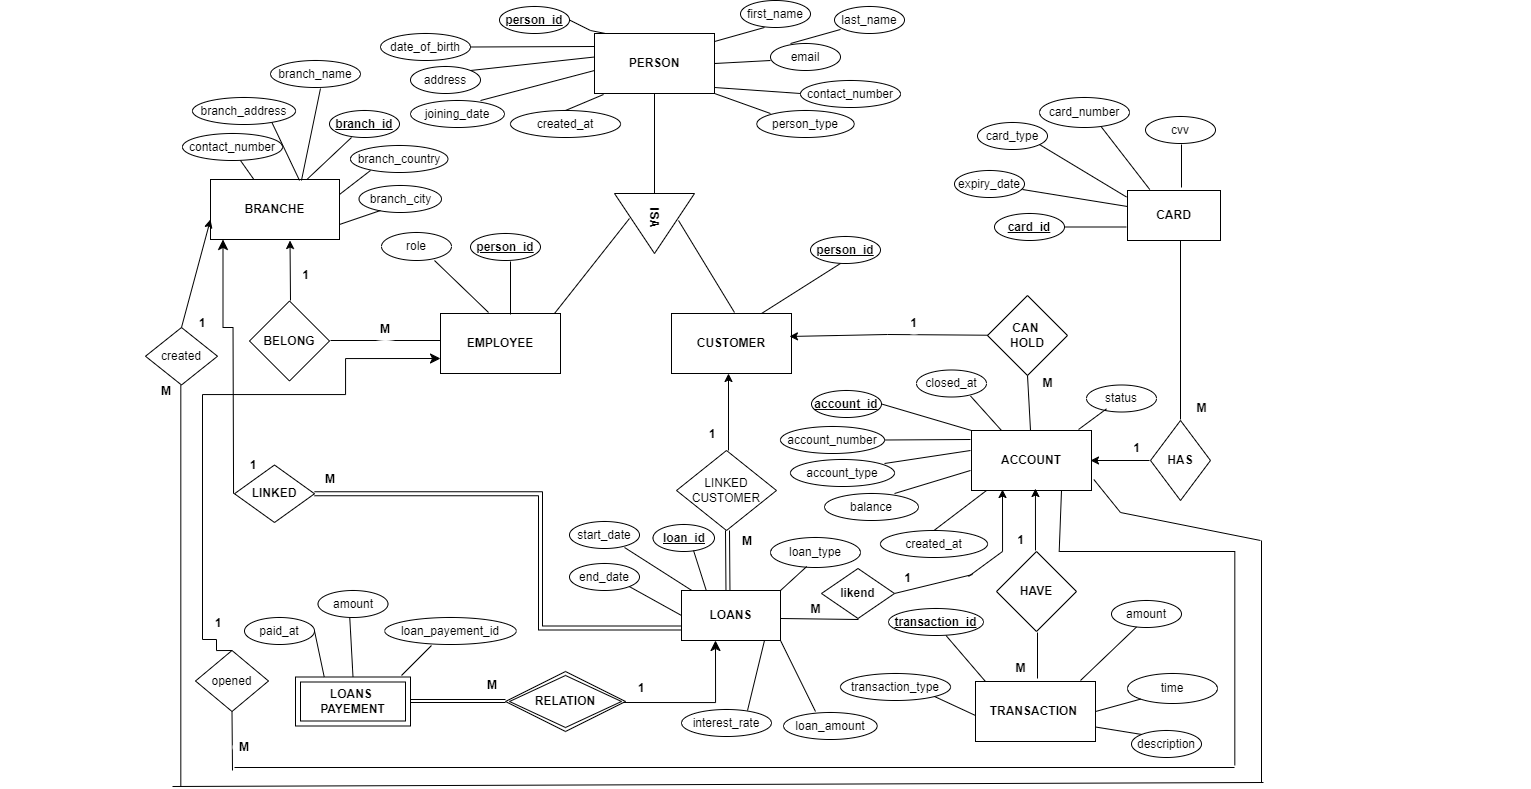 first_name
person_id
last_name
date_of_birth
email
PERSON
branch_name
address
contact_number
joining_date
branch_address
card_number
created_at
person_type
branch_id
cvv
card_type
contact_number
branch_country
expiry_date
branch_city
BRANCHE
CARD
ISA
card_id
role
person_id
person_id
1
1
1
M
CAN
HOLD
BELONG
EMPLOYEE
CUSTOMER
created
closed_at
M
M
status
account_id
M
1
account_number
1
ACCOUNT
HAS
1
account_type
M
LINKED
LINKED
CUSTOMER
balance
start_date
loan_id
M
1
created_at
loan_type
end_date
1
likend
HAVE
amount
M
LOANS
amount
1
transaction_id
paid_at
loan_payement_id
M
opened
M
1
transaction_type
time
LOANS
PAYEMENT
RELATION
TRANSACTION
interest_rate
loan_amount
M
description